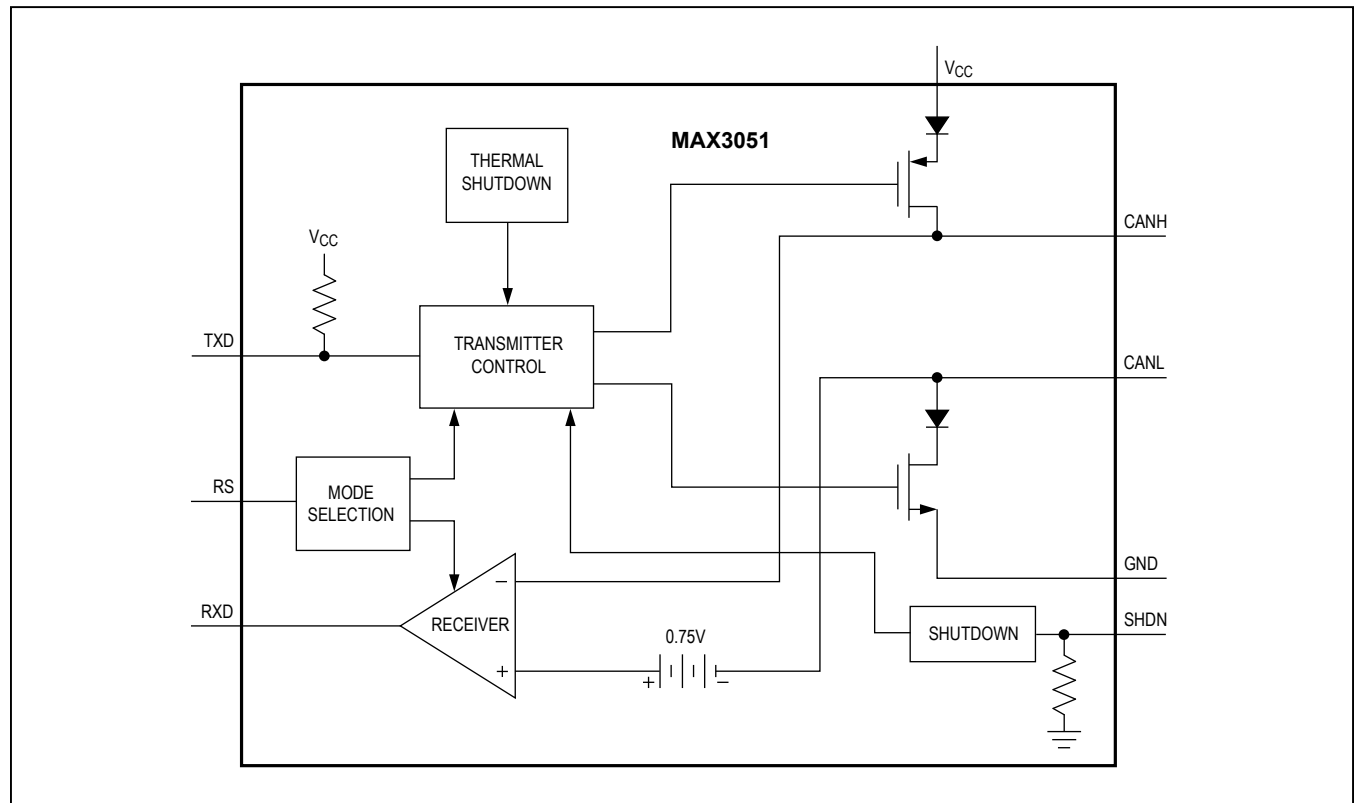 VCC
MAX3051
THERMAL
SHUTDOWN
VCC
CANH
TXD
TRANSMITTER
CONTROL
CANL
RS
MODE
SELECTION
GND
RXD
RECEIVER
−
+
0.75V
+
−
SHUTDOWN
SHDN